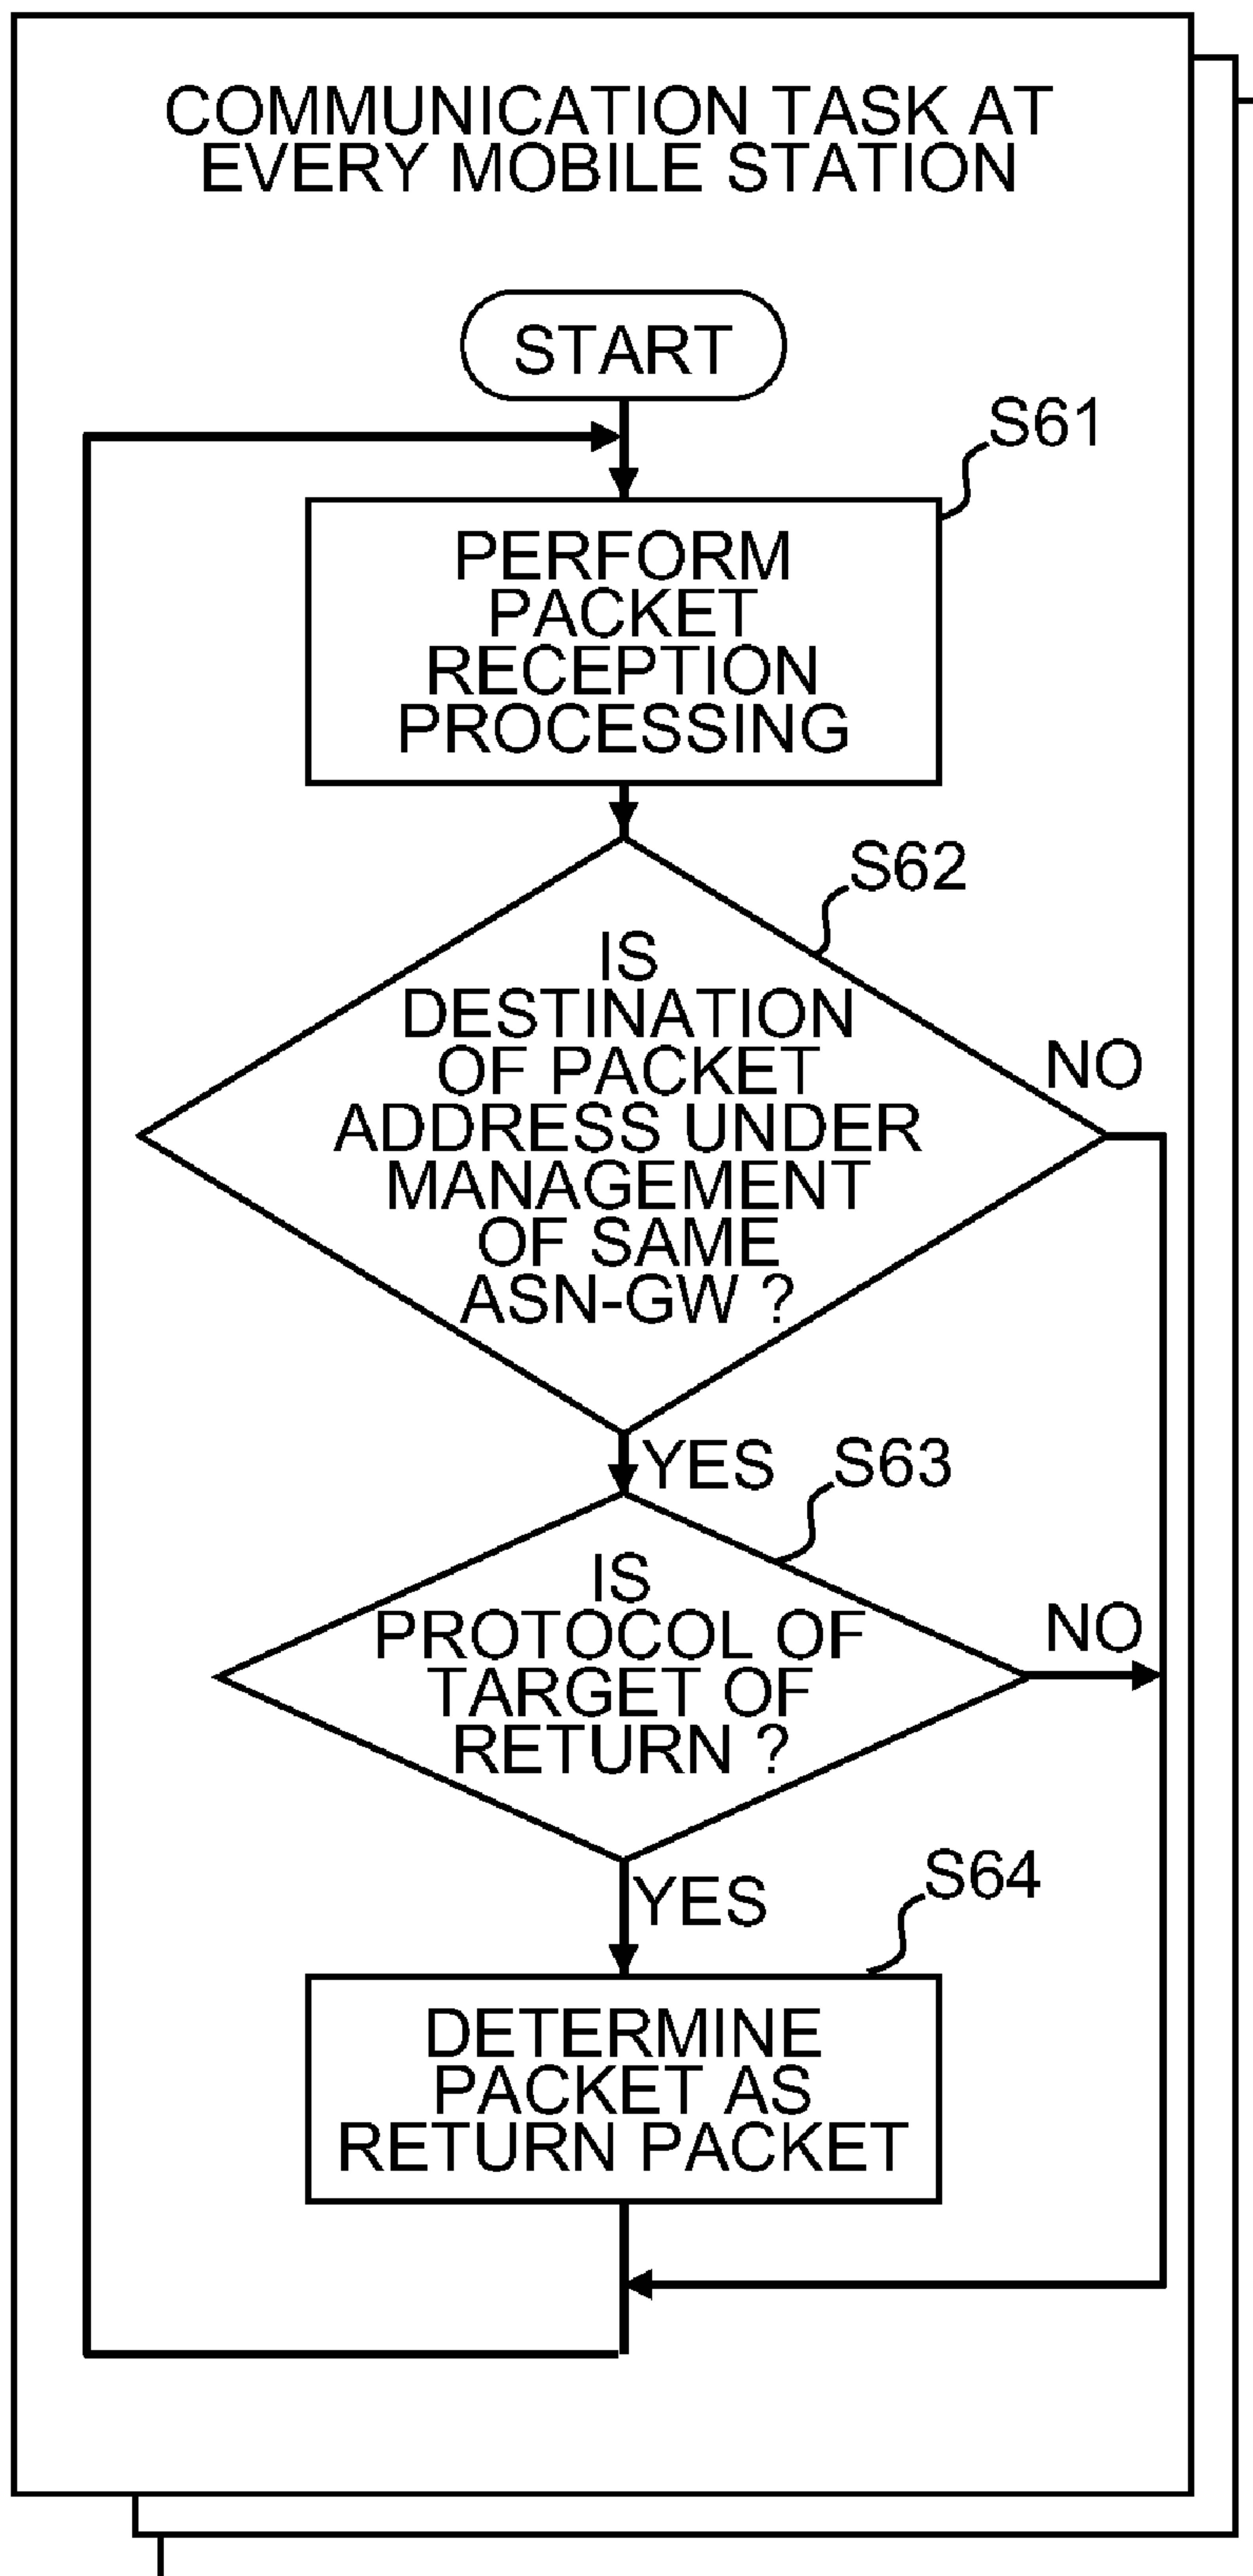 COMMUNICATION TASK AT
EVERY MOBILE STATION
START
S61
PERFORM
PACKET
RECEPTION
PROCESSING
S62
IS
DESTINATION
OF PACKET
ADDRESS UNDER
MANAGEMENT
OF SAME
ASN-GW ?
NO
YES
S63
IS
PROTOCOL OF
TARGET OF
RETURN ?
NO
YES
S64
DETERMINE
PACKET AS
RETURN PACKET